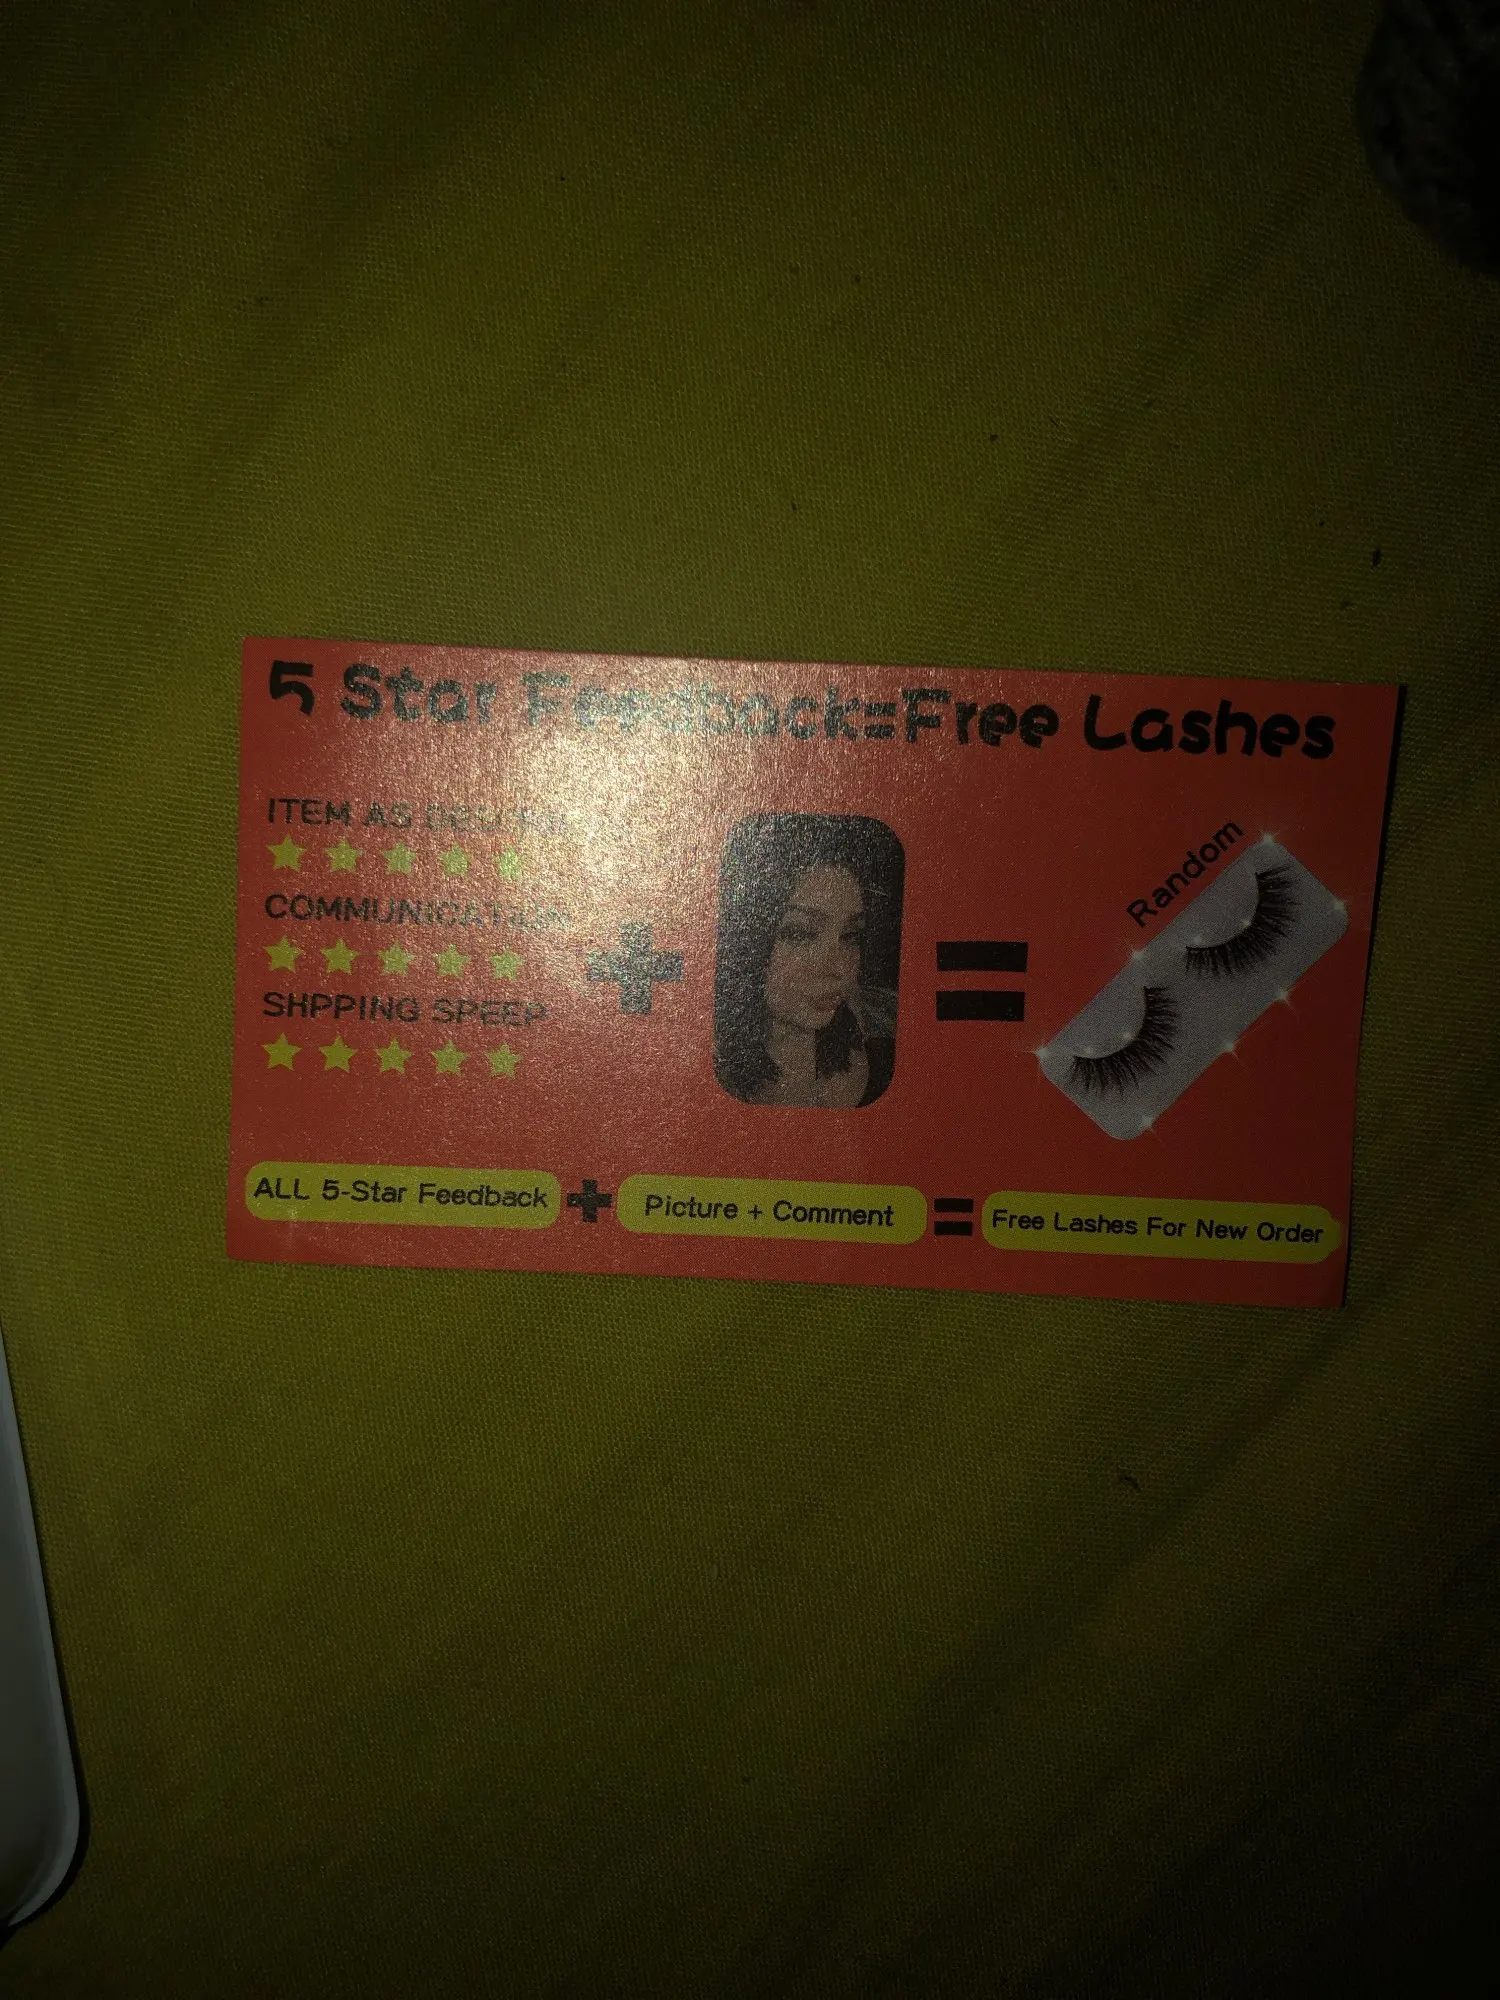 5 Star Feedback=Free Lashes
ITEM AS
COMMUNICATION
SHPPING SPEEP
Random
ALL 5-Star Feedback + Picture + Comment = Free Lashes For New Order